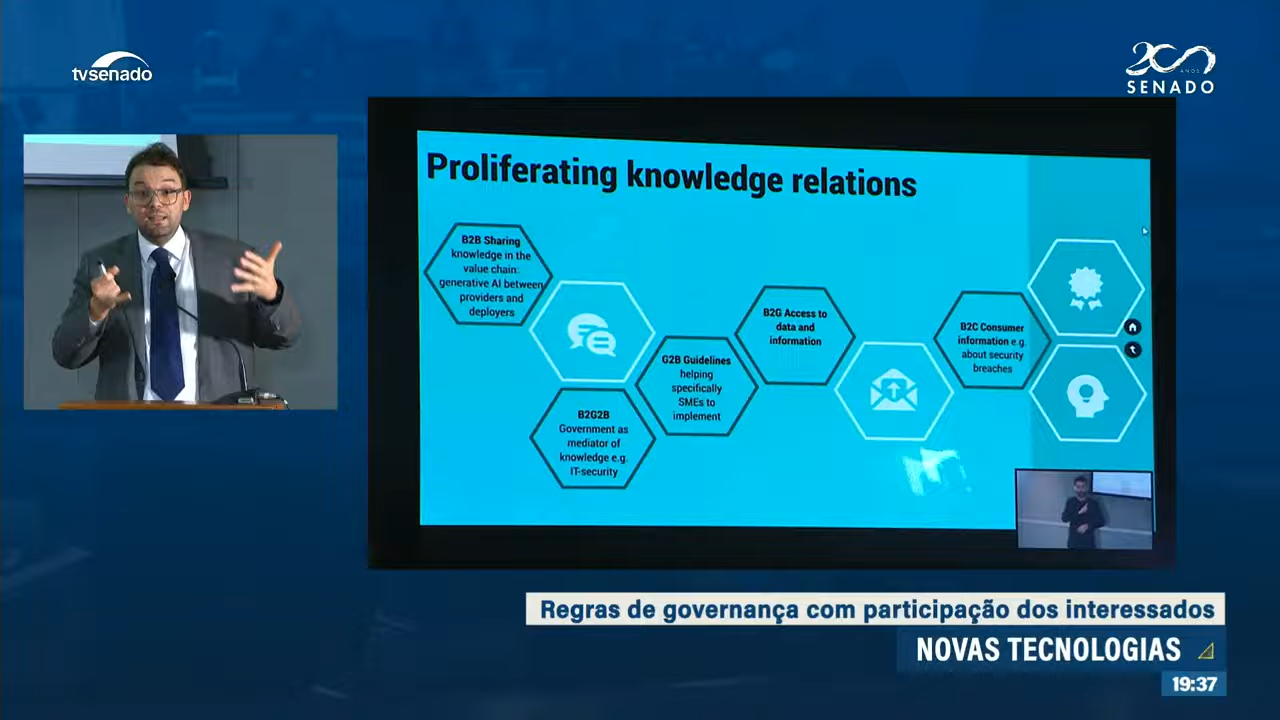 tvsenado
200
ANOS
SENADO
Proliferating knowledge relations
B2B Sharing
knowledge in the
value chain:
generative AI between
providers and
deployers
B2G2B
Government as
mediator of
knowledge e.g.
IT-security
G2B Guidelines
helping
specifically
SMEs to
implement
B2G Access to
data and
information
B2C Consumer
information e.g.
about security
breaches
Regras de governança com participação dos interessados
NOVAS TECNOLOGIAS
19:37